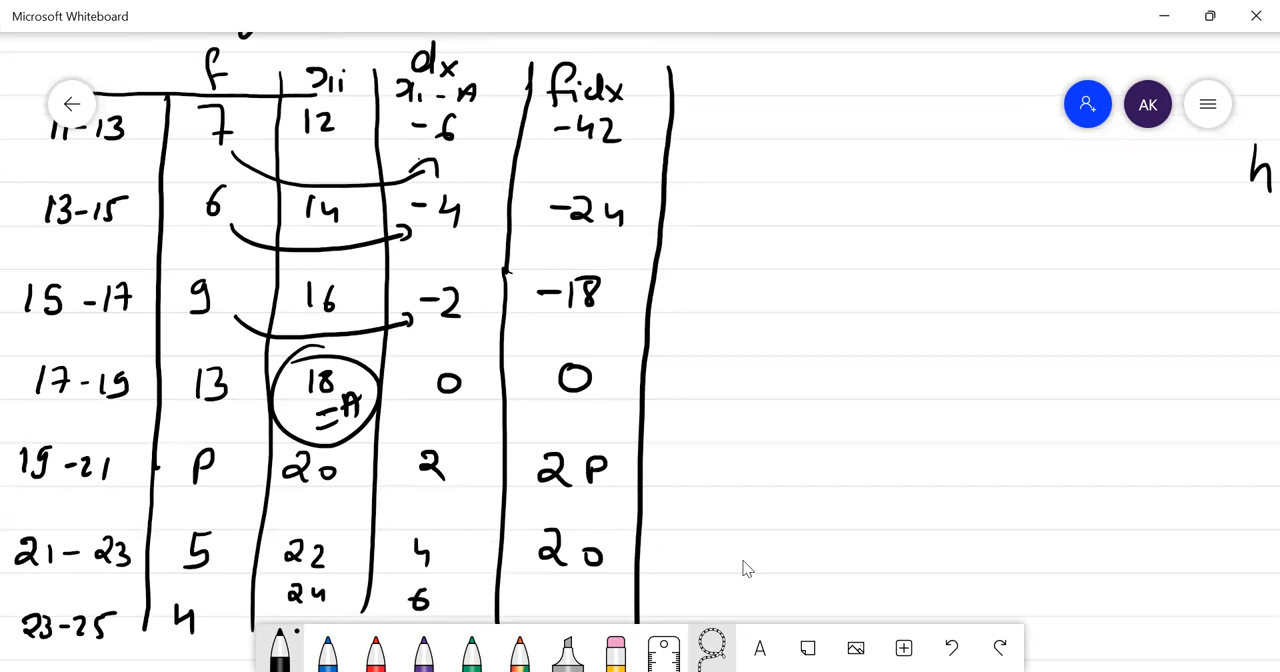 Microsoft Whiteboard
dx
f xi xi - A fidx
AK
11-13 7 12 -6 -42
h
13-15 6 14 -4 -24
15-17 9 16 -2 -18
17-19 13 18 0 0
=A
19-21 P 20 2 2P
21-23 5 22 4 20
23-25 4 24 6
A